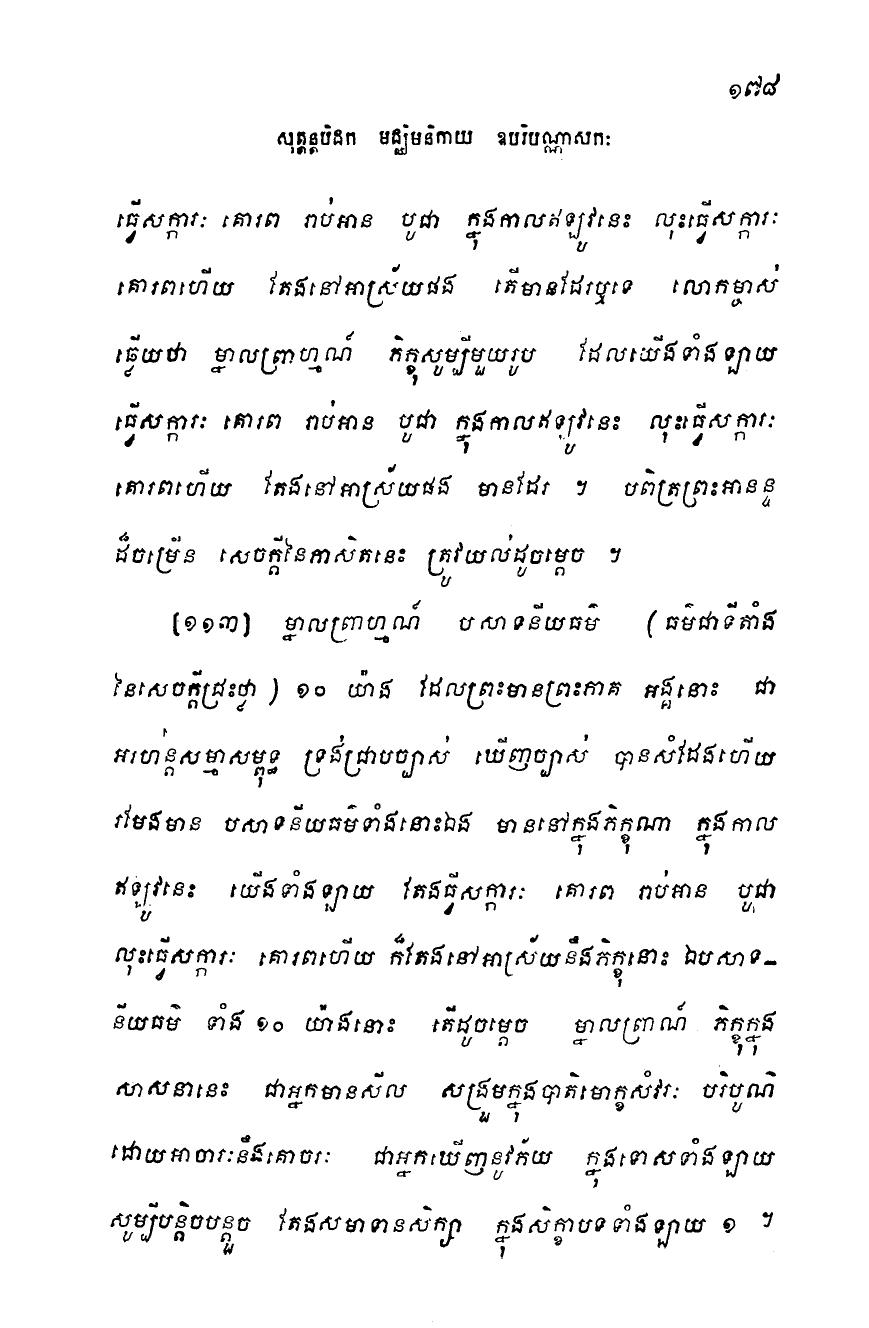 ១៧៨
សុត្តន្តបិដក មជ្ឈិមនិកាយ ឧបរិបណ្ណាសកៈ
ធ្វើសក្ការៈ គោរព រាប់អាន បូជា ក្នុងកាលឥឡូវនេះ លុះធ្វើសក្ការៈ
គោរពហើយ តែងនៅអាស្រ័យផង តើមានដែរឬទេ លោកម្ចាស់
ឆ្លើយថា ម្នាលព្រាហ្មណ៍ ភិក្ខុសូម្បីមួយរូប ដែលយើងទាំងឡាយ
ធ្វើសក្ការៈ គោរព រាប់អាន បូជា ក្នុងកាលឥឡូវនេះ លុះធ្វើសក្ការៈ
គោរពហើយ តែងនៅអាស្រ័យផង មានដែរ ។ បពិត្រព្រះអានន្ទ
ដ៏ចម្រើន សេចក្តីនៃភាសិតនេះ ត្រូវយល់ដូចម្តេច ។
[១១៣] ម្នាលព្រាហ្មណ៍ បសាទនីយធម៌ (ធម៌ជាទីតាំង
នៃសេចក្តីជ្រះថ្លា) ១០ យ៉ាង ដែលព្រះមានព្រះភាគ អង្គនោះ ជា
អរហន្តសម្មាសម្ពុទ្ធ ទ្រង់ជ្រាបច្បាស់ ឃើញច្បាស់ បានសំដែងហើយ
រមែងមាន បសាទនីយធម៌ទាំងនោះឯង មាននៅក្នុងភិក្ខុណា ក្នុងកាល
ឥឡូវនេះ យើងទាំងឡាយ តែងធ្វើសក្ការៈ គោរព រាប់អាន បូជា
លុះធ្វើសក្ការៈ គោរពហើយ ក៏តែងនៅអាស្រ័យនឹងភិក្ខុនោះ ឯបសាទ-
នីយធម៌ ទាំង ១០ យ៉ាងនោះ តើដូចម្តេច ម្នាលព្រាណ៍ ភិក្ខុក្នុង
សាសនានេះ ជាអ្នកមានសីល សង្រួមក្នុងបាតិមោក្ខសំវរៈ បរិបូណ៌
ដោយអាចារៈនឹងគោចរៈ ជាអ្នកឃើញនូវភ័យ ក្នុងទោសទាំងឡាយ
សូម្បីបន្តិចបន្តួច តែងសមាទានសិក្សា ក្នុងសិក្ខាបទទាំងឡាយ ១ ។